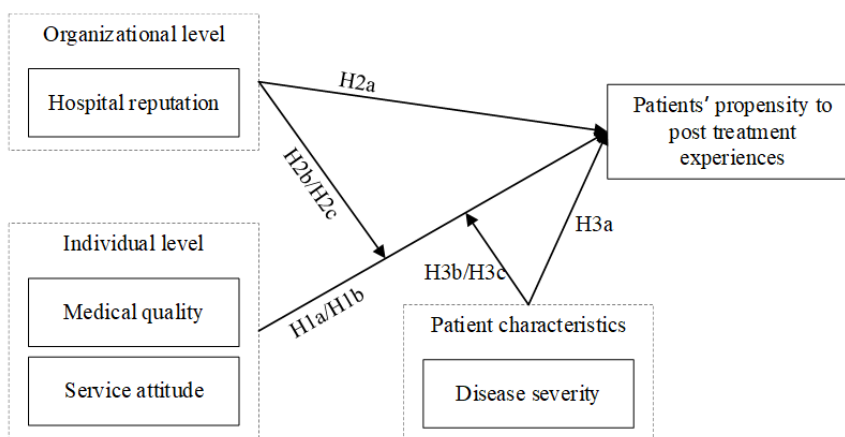 Organizational level
Hospital reputation
H2a
Patients’ propensity to
post treatment
experiences
H2b/H2c
Individual level
Medical quality
Service attitude
H1a/H1b
H3a
H3b/H3c
Patient characteristics
Disease severity